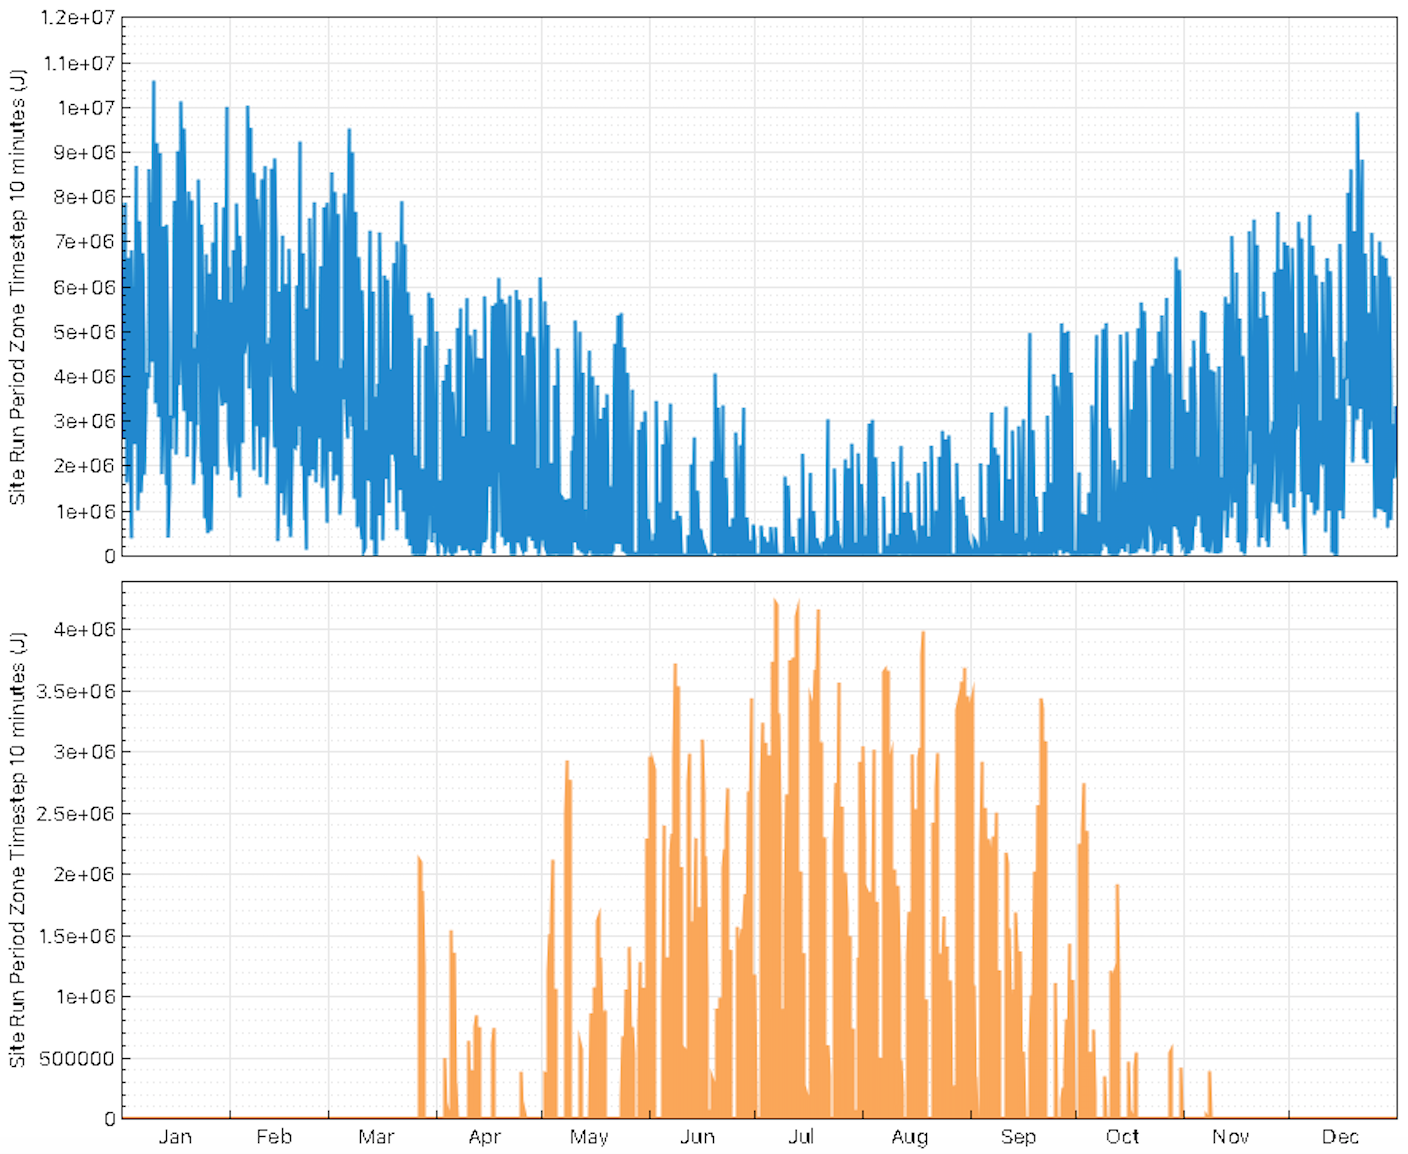 Site Run Period Zone Timestep 10 minutes (J)
1.2e+07
1.1e+07
1e+07
9e+06
8e+06
7e+06
6e+06
5e+06
4e+06
3e+06
2e+06
1e+06
0
Site Run Period Zone Timestep 10 minutes (J)
4e+06
3.5e+06
3e+06
2.5e+06
2e+06
1.5e+06
1e+06
500000
0
Jan Feb Mar Apr May Jun Jul Aug Sep Oct Nov Dec